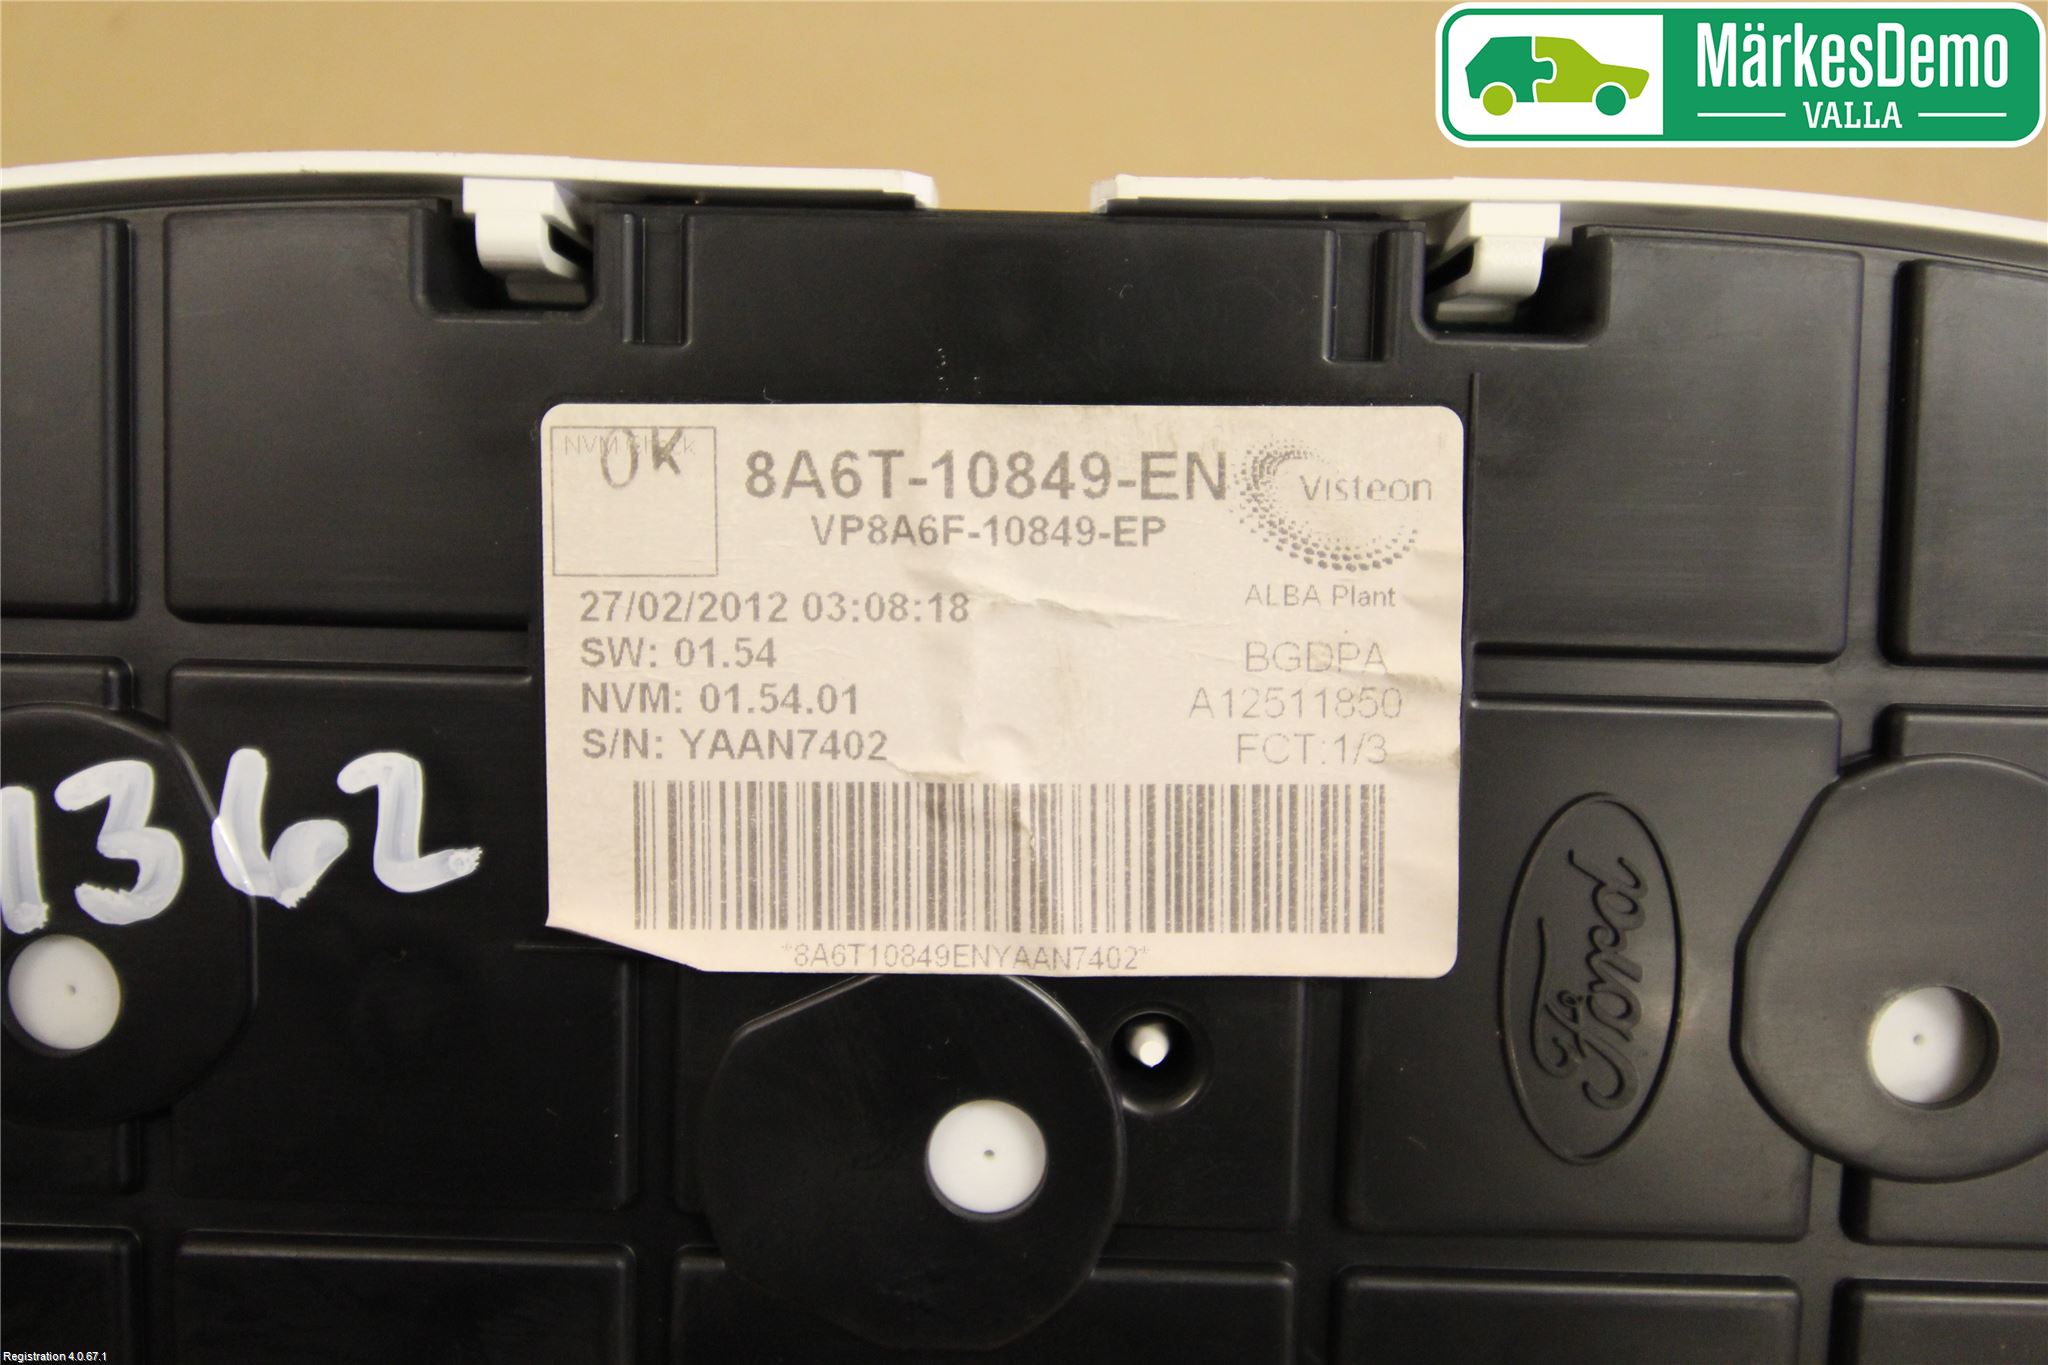 MärkesDemo
VALLA
NVM Check
OK
8A6T-10849-EN
VP8A6F-10849-EP
Visteon
ALBA Plant
27/02/2012 03:08:18
SW: 01.54
NVM: 01.54.01
S/N: YAAN7402
BGDPA
A12511850
FCT:1/3
*8A6T10849ENYAAN7402*
1362
Ford
Registration 4.0.67.1